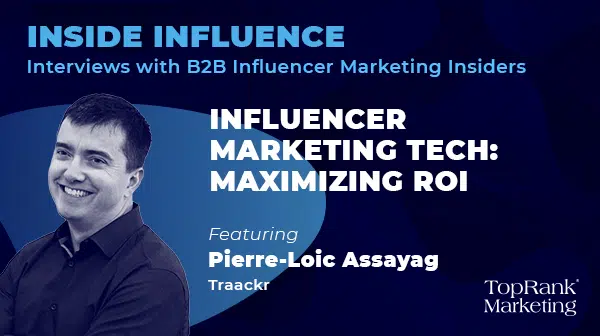 INSIDE INFLUENCE
Interviews with B2B Influencer Marketing Insiders
INFLUENCER
MARKETING TECH:
MAXIMIZING ROI
Featuring
Pierre-Loic Assayag
Traackr
TopRank®
Marketing